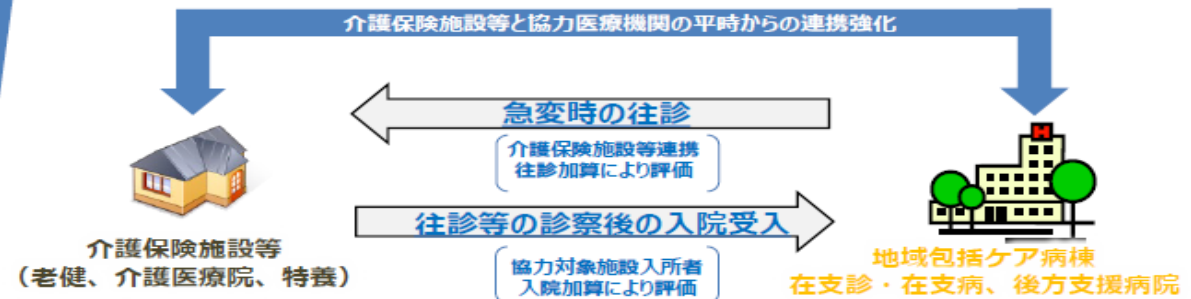 介護保険施設等と協力医療機関の平時からの連携強化
急変時の往診
介護保険施設等連携
往診加算により評価
H
往診等の診察後の入院受入
協力対象施設入所者
入院加算により評価
介護保険施設等
（老健、介護医療院、特養）
地域包括ケア病棟
在支診・在支病、後方支援病院